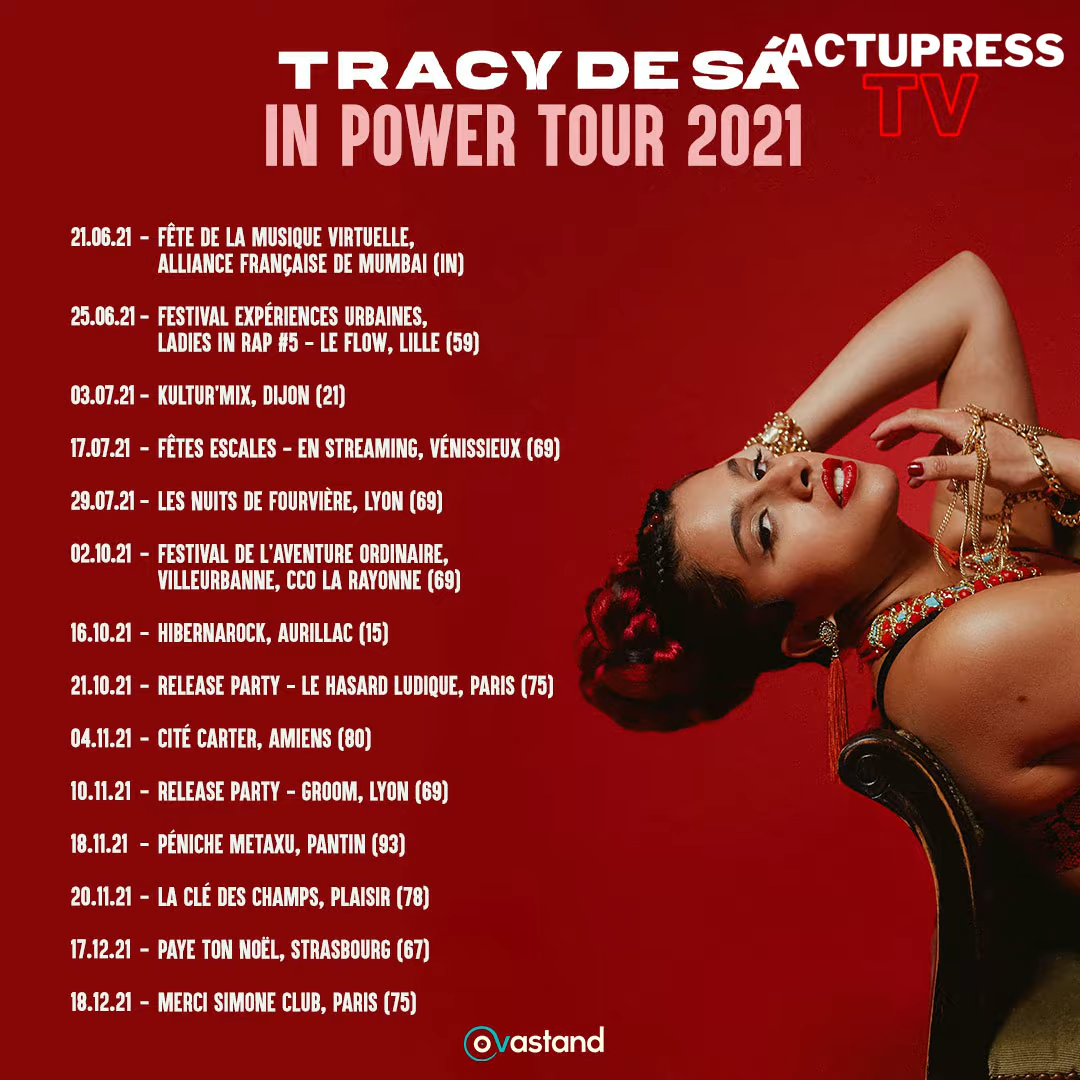 TRACY DE SÁ
ACTUPRESS
TV
IN POWER TOUR 2021
21.06.21 - FÊTE DE LA MUSIQUE VIRTUELLE,
ALLIANCE FRANÇAISE DE MUMBAI (IN)
25.06.21 - FESTIVAL EXPÉRIENCES URBAINES,
LADIES IN RAP #5 - LE FLOW, LILLE (59)
03.07.21 - KULTUR'MIX, DIJON (21)
17.07.21 - FÊTES ESCALES - EN STREAMING, VÉNISSIEUX (69)
29.07.21 - LES NUITS DE FOURVIÈRE, LYON (69)
02.10.21 - FESTIVAL DE L'AVENTURE ORDINAIRE,
VILLEURBANNE, CCO LA RAYONNE (69)
16.10.21 - HIBERNAROCK, AURILLAC (15)
21.10.21 - RELEASE PARTY - LE HASARD LUDIQUE, PARIS (75)
04.11.21 - CITÉ CARTER, AMIENS (80)
10.11.21 - RELEASE PARTY - GROOM, LYON (69)
18.11.21 - PÉNICHE METAXU, PANTIN (93)
20.11.21 - LA CLÉ DES CHAMPS, PLAISIR (78)
17.12.21 - PAYE TON NOËL, STRASBOURG (67)
18.12.21 - MERCI SIMONE CLUB, PARIS (75)
ovastand